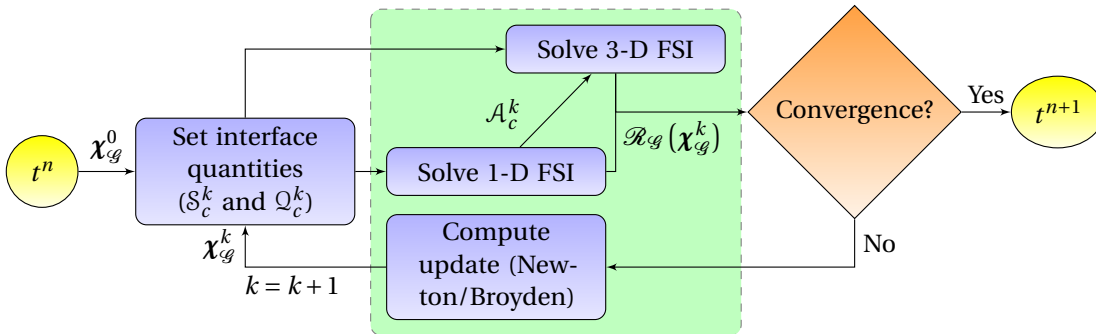 t^n
χ_𝒢^0
Set interface
quantities
(𝒮_c^k and 𝒬_c^k)
Solve 3-D FSI
𝒜_c^k
Solve 1-D FSI
ℛ_𝒢(χ_𝒢^k)
Convergence?
Yes
t^{n+1}
No
Compute
update (New-
ton/Broyden)
χ_𝒢^k
k = k + 1